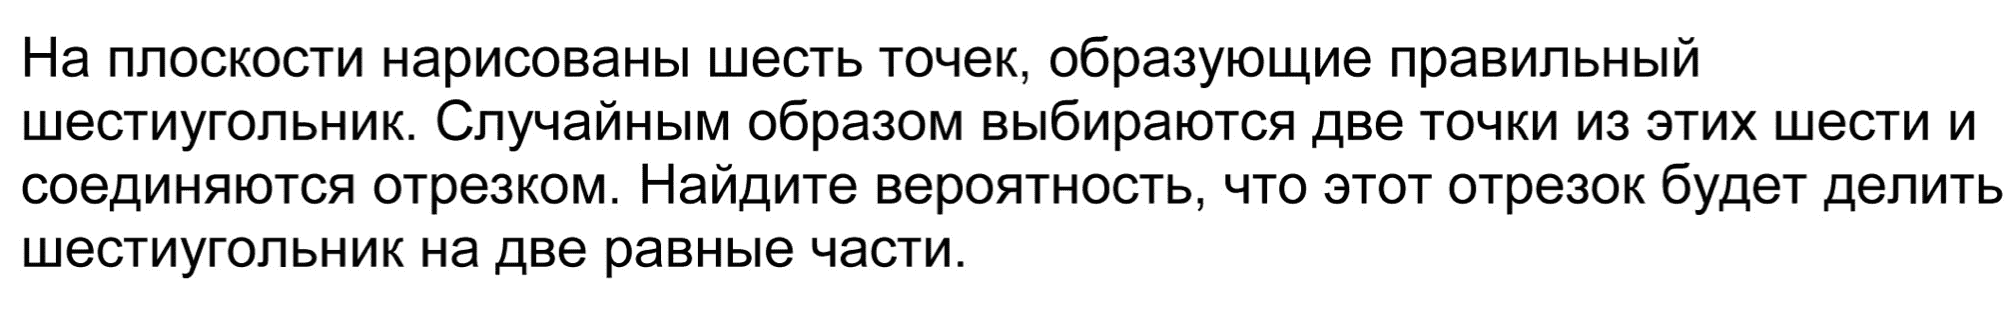 На плоскости нарисованы шесть точек, образующие правильный
шестиугольник. Случайным образом выбираются две точки из этих шести и
соединяются отрезком. Найдите вероятность, что этот отрезок будет делить
шестиугольник на две равные части.